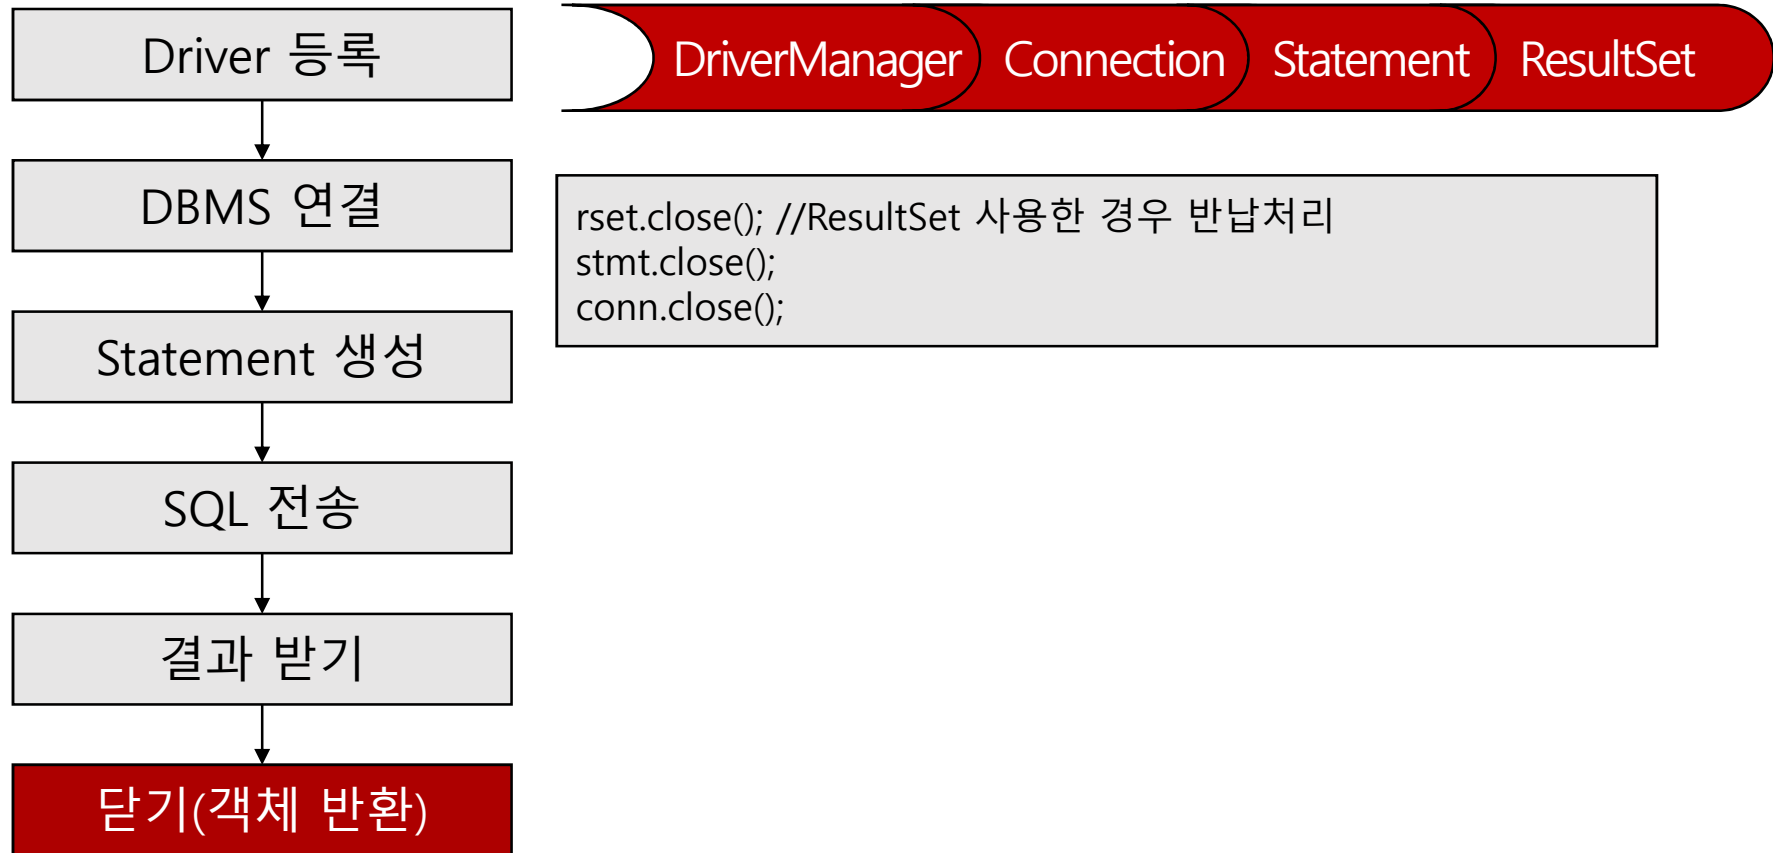 Driver 등록
DBMS 연결
Statement 생성
SQL 전송
결과 받기
닫기(객체 반환)
DriverManager Connection Statement ResultSet
rset.close(); //ResultSet 사용한 경우 반납처리
stmt.close();
conn.close();